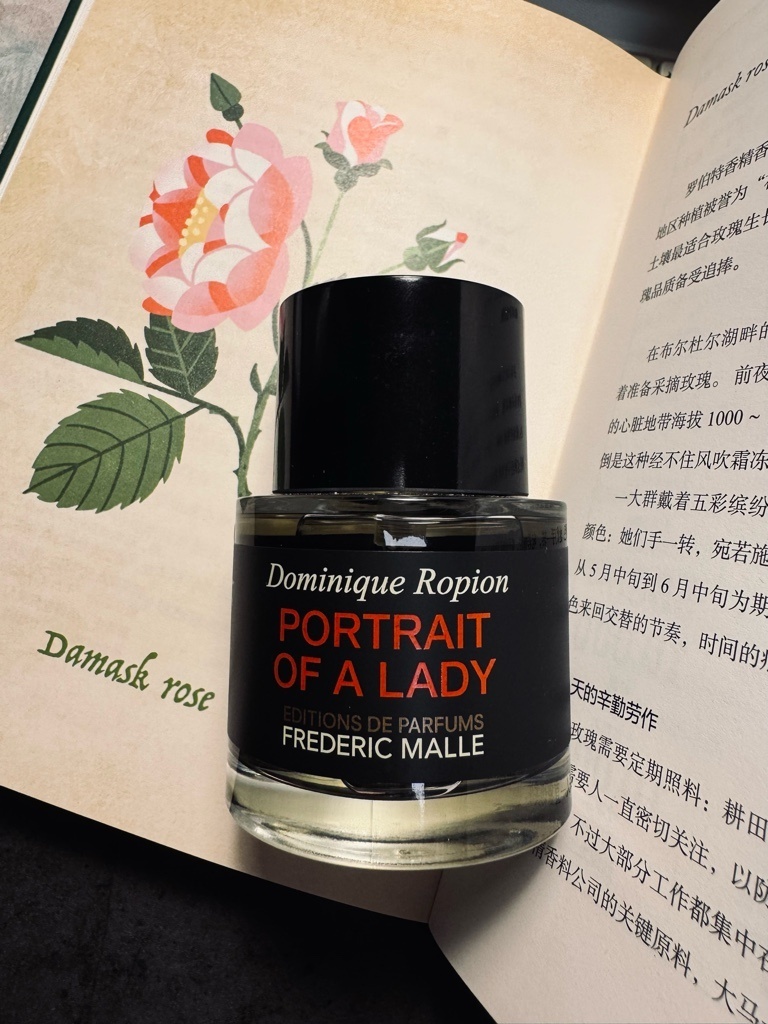 Damask rose
Dominique Ropion
PORTRAIT
OF A LADY
EDITIONS DE PARFUMS
FREDERIC MALLE
Damask
罗伯特香精香
地区种植被誉为“
土壤最适合玫瑰生长
瑰品质备受追捧。
在布尔杜尔湖畔的
着准备采摘玫瑰。 前夜
的心脏地带海拔 1000 ~
倒是这种经不住风吹霜冻
一大群戴着五彩缤纷
颜色：她们手一转，宛若施
从 5 月中旬到 6 月中旬为期
色来回交替的节奏，时间的
天的辛勤劳作
玫瑰需要定期照料：耕田
需要人一直密切关注，以防
不过大部分工作都集中在
精香料公司的关键原料，大马